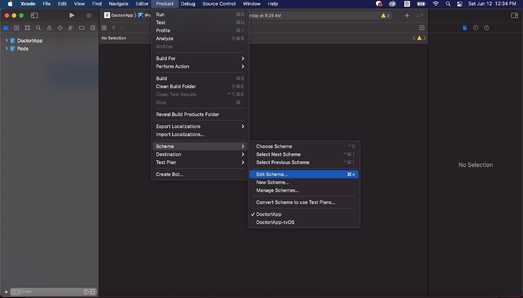 Xcode File Edit View Find Navigate Editor Product Debug Source Control Window Help Sat Jun 12 12:34 PM
DoctorApp
DoctorApp
Pods
No Selection
Run
Test
Profile
Analyze
Archive
Build For
Perform Action
Build
Clean Build Folder
Clean Test Results
Stop
Reveal Build Products Folder
Export Localizations
Import Localizations...
Scheme
Destination
Test Plan
Create Bot...
Choose Scheme
Select Next Scheme
Select Previous Scheme
Edit Scheme...
New Scheme...
Manage Schemes...
Convert Scheme to use Test Plans...
DoctorApp
DoctorApp-tvOS
No Selection